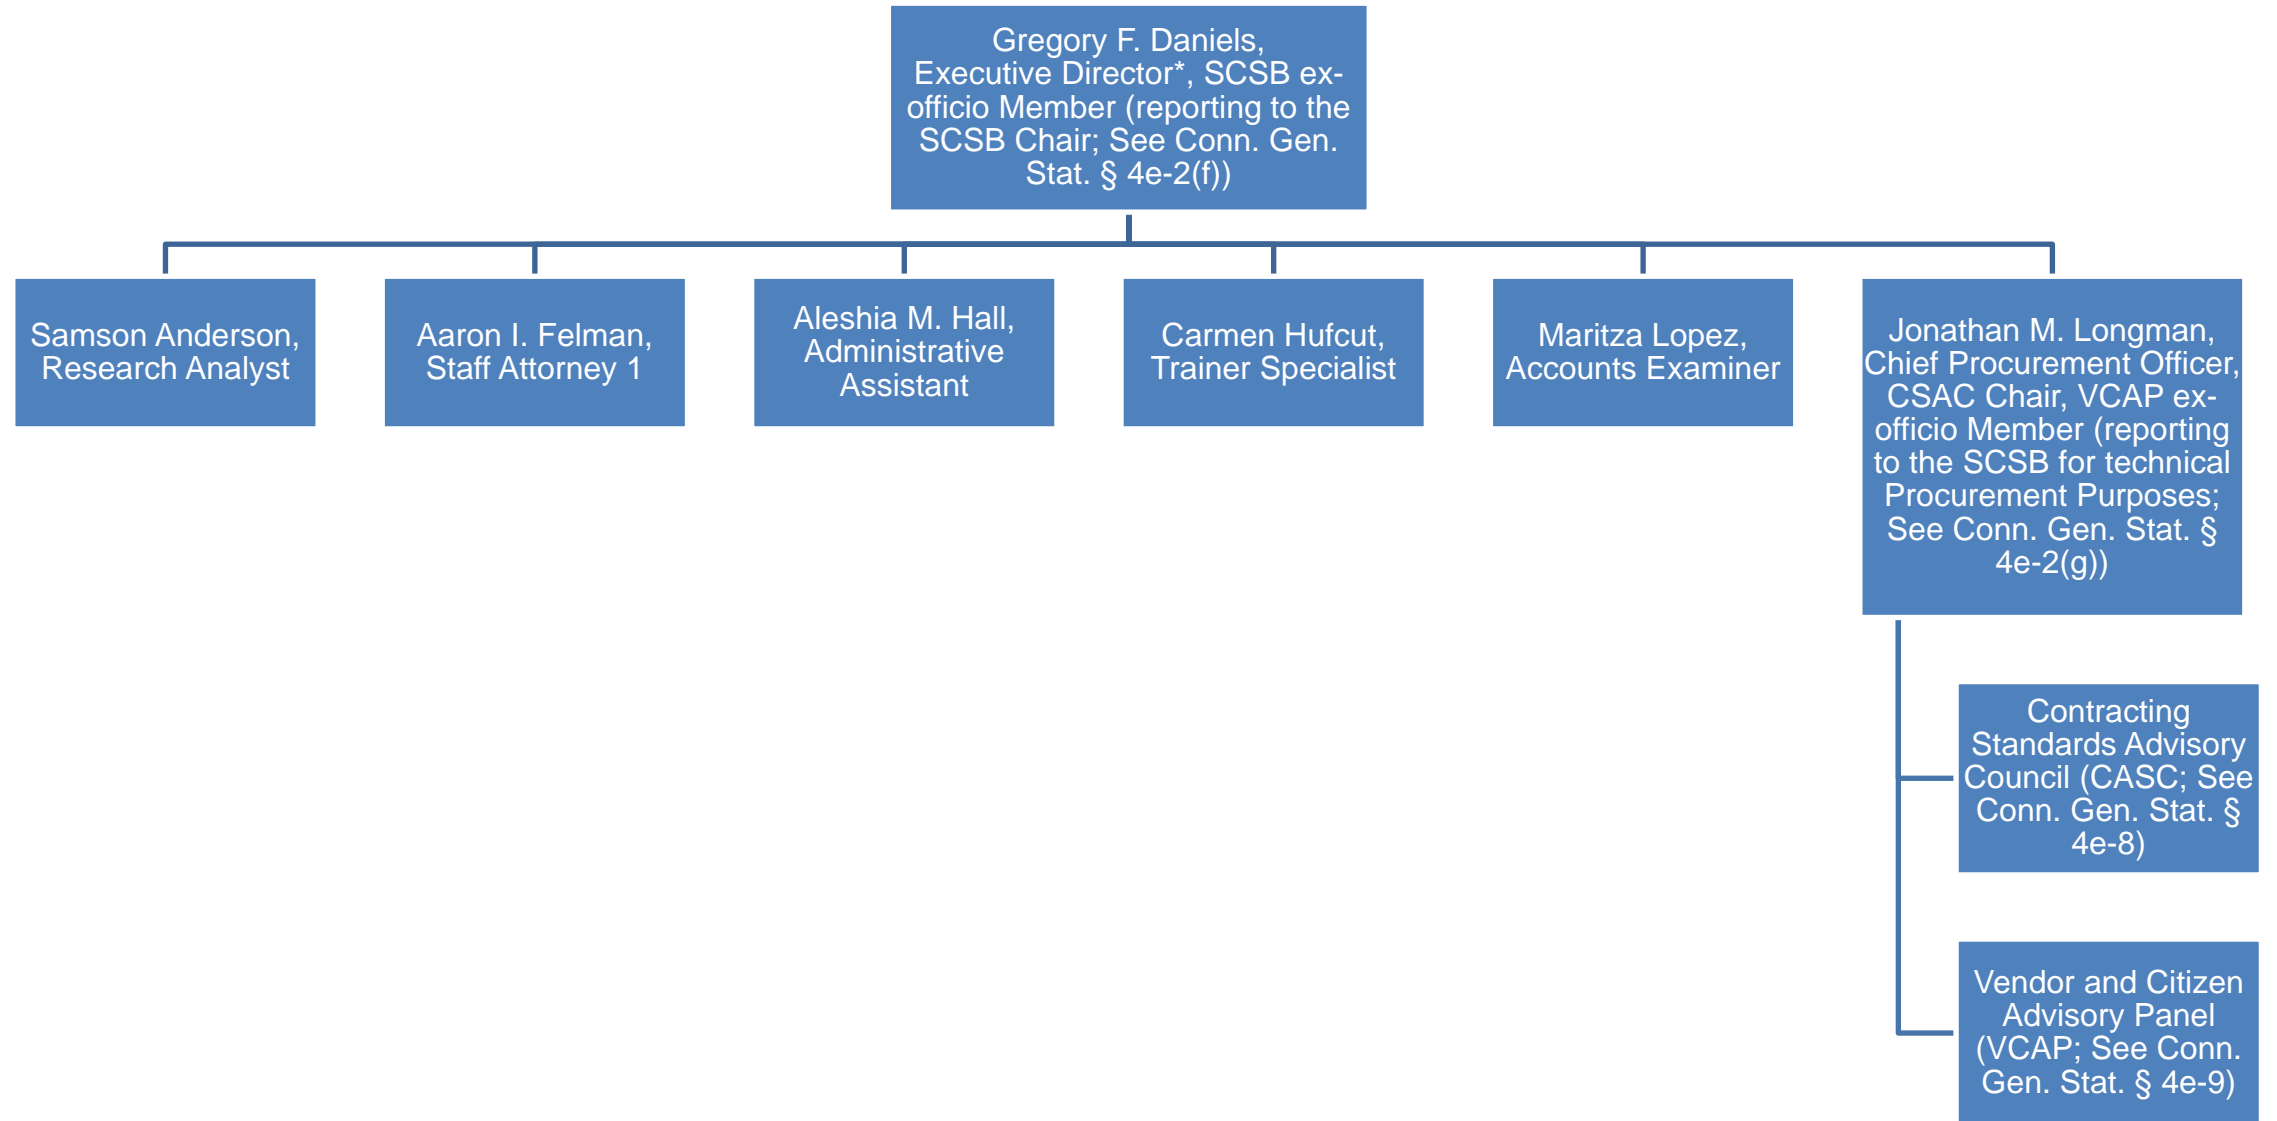 Gregory F. Daniels,
Executive Director*, SCSB ex-
officio Member (reporting to the
SCSB Chair; See Conn. Gen.
Stat. § 4e-2(f))
Samson Anderson,
Research Analyst
Aaron I. Felman,
Staff Attorney 1
Aleshia M. Hall,
Administrative
Assistant
Carmen Hufcut,
Trainer Specialist
Maritza Lopez,
Accounts Examiner
Jonathan M. Longman,
Chief Procurement Officer,
CSAC Chair, VCAP ex-
officio Member (reporting
to the SCSB for technical
Procurement Purposes;
See Conn. Gen. Stat. §
4e-2(g))
Contracting
Standards Advisory
Council (CASC; See
Conn. Gen. Stat. §
4e-8)
Vendor and Citizen
Advisory Panel
(VCAP; See Conn.
Gen. Stat. § 4e-9)